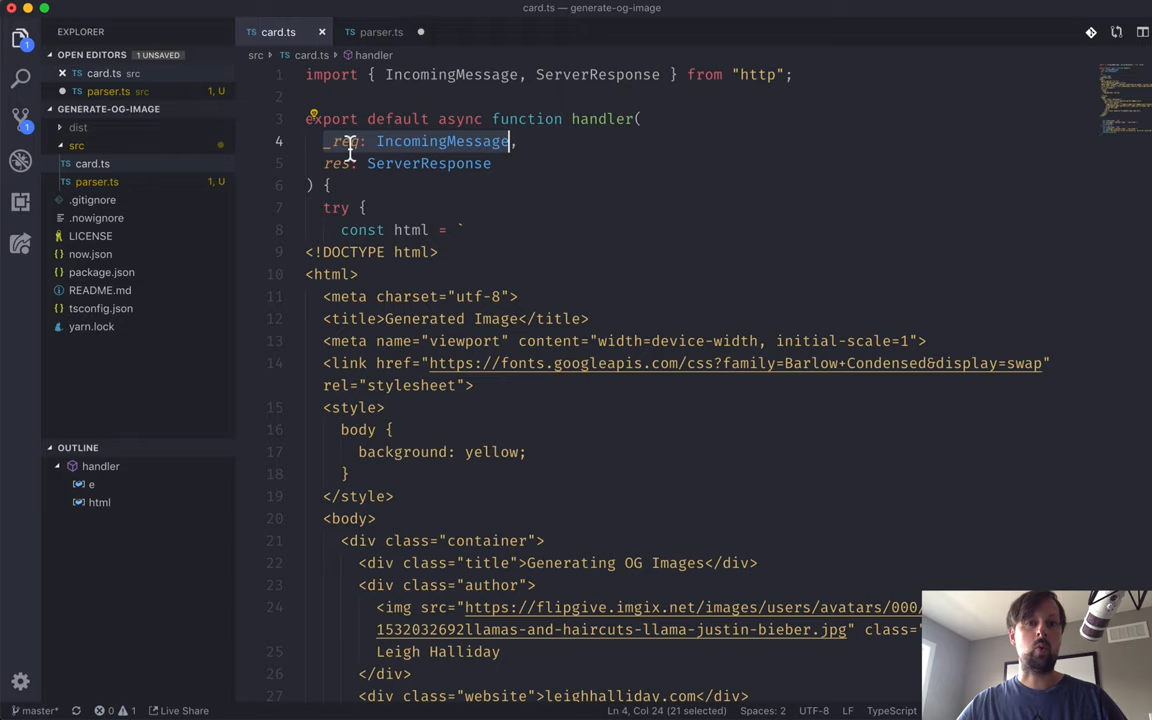 card.ts — generate-og-image
EXPLORER
TS card.ts ×
TS parser.ts
OPEN EDITORS 1 UNSAVED
× TS card.ts src
TS parser.ts src 1, U
GENERATE-OG-IMAGE
dist
src
TS card.ts
TS parser.ts 1, U
.gitignore
.nowignore
LICENSE
{} now.json
{} package.json
README.md
{} tsconfig.json
yarn.lock
OUTLINE
handler
e
html
src › TS card.ts › handler
1 import { IncomingMessage, ServerResponse } from "http";
2
3 export default async function handler(
4 _req: IncomingMessage,
5 res: ServerResponse
6 ) {
7 try {
8 const html = `
9 <!DOCTYPE html>
10 <html>
11 <meta charset="utf-8">
12 <title>Generated Image</title>
13 <meta name="viewport" content="width=device-width, initial-scale=1">
14 <link href="https://fonts.googleapis.com/css?family=Barlow+Condensed&display=swap"
rel="stylesheet">
15 <style>
16 body {
17 background: yellow;
18 }
19 </style>
20 <body>
21 <div class="container">
22 <div class="title">Generating OG Images</div>
23 <div class="author">
24 <img src="https://flipgive.imgix.net/images/users/avatars/000/
1532032692llamas-and-haircuts-llama-justin-bieber.jpg" class=
25 Leigh Halliday
26 </div>
27 <div class="website">leighhalliday.com</div>
master* 0 1 Live Share
Ln 4, Col 24 (21 selected) Spaces: 2 UTF-8 LF TypeScript